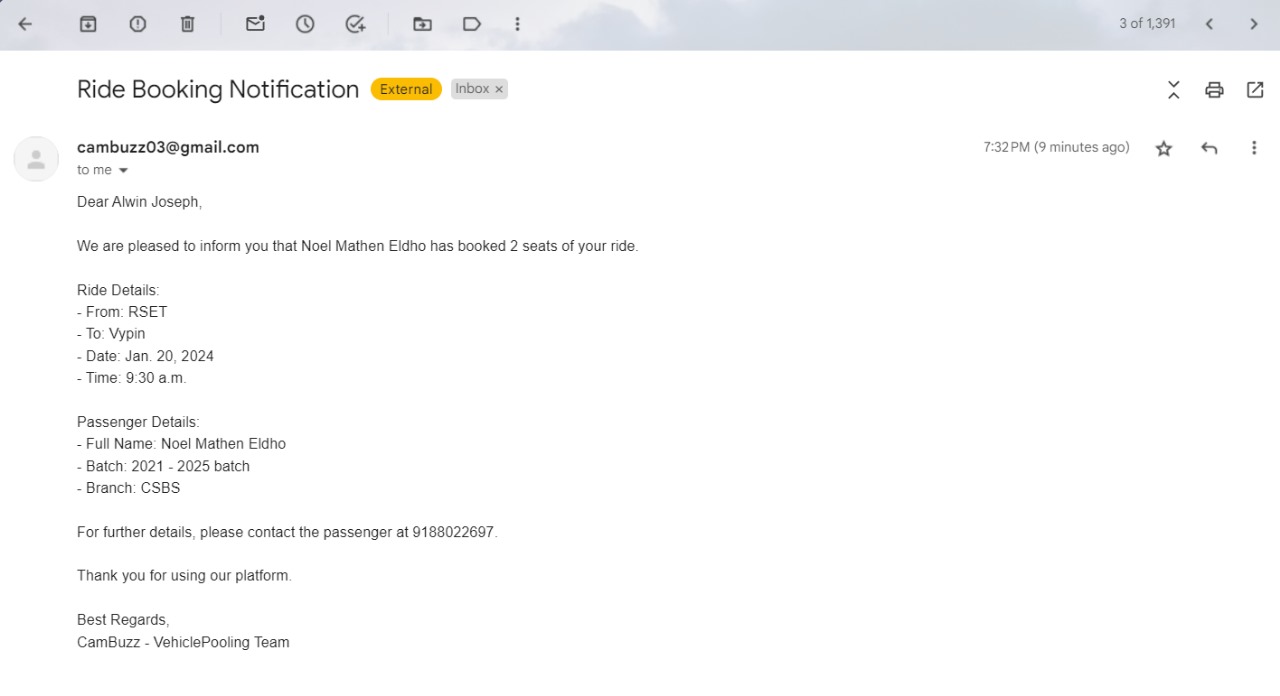 3 of 1,391
Ride Booking Notification External Inbox ×
cambuzz03@gmail.com 7:32 PM (9 minutes ago)
to me
Dear Alwin Joseph,
We are pleased to inform you that Noel Mathen Eldho has booked 2 seats of your ride.
Ride Details:
- From: RSET
- To: Vypin
- Date: Jan. 20, 2024
- Time: 9:30 a.m.
Passenger Details:
- Full Name: Noel Mathen Eldho
- Batch: 2021 - 2025 batch
- Branch: CSBS
For further details, please contact the passenger at 9188022697.
Thank you for using our platform.
Best Regards,
CamBuzz - VehiclePooling Team